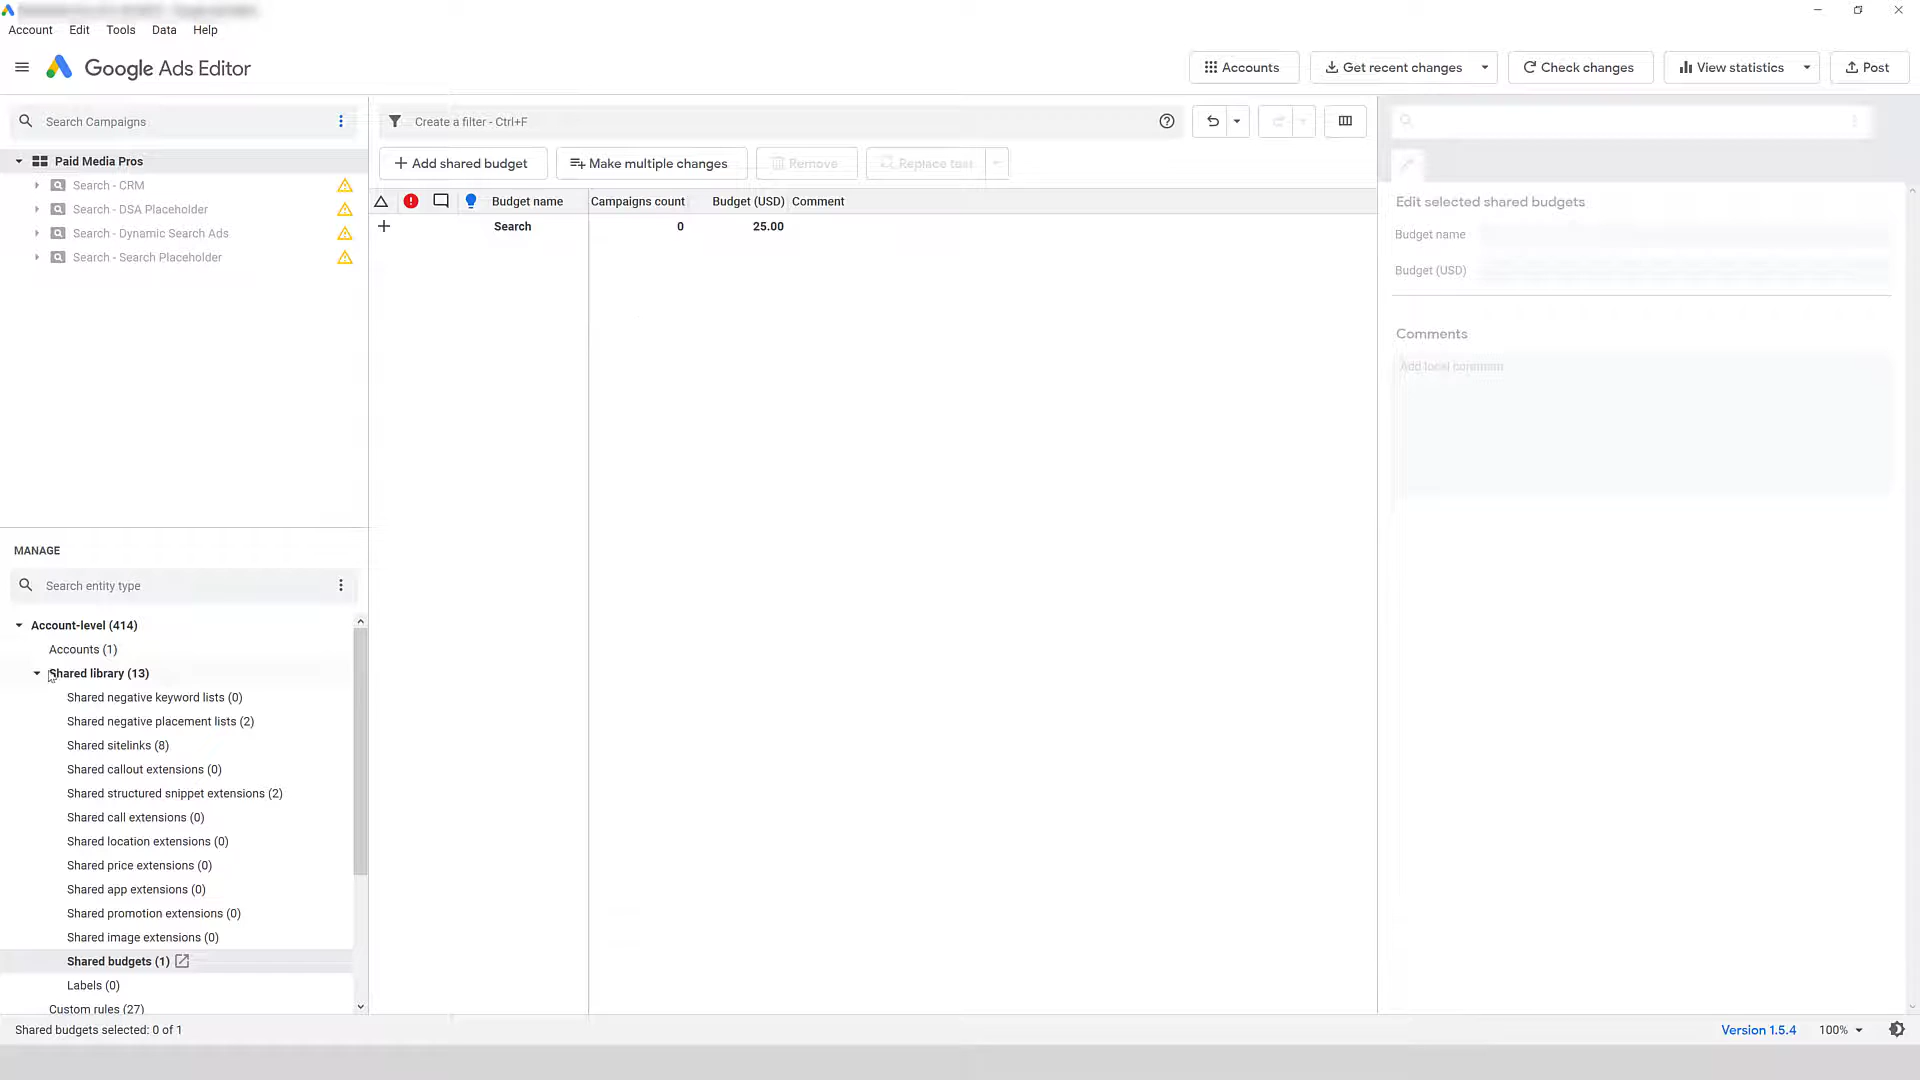 Account Edit Tools Data Help
Google Ads Editor
Accounts
Get recent changes
Check changes
View statistics
Post
Search Campaigns
Create a filter - Ctrl+F
Paid Media Pros
Search - CRM
Search - DSA Placeholder
Search - Dynamic Search Ads
Search - Search Placeholder
+ Add shared budget
Make multiple changes
Remove
Replace text
Budget name Campaigns count Budget (USD) Comment
Search 0 25.00
Edit selected shared budgets
Budget name
Budget (USD)
Comments
Add local comment
MANAGE
Search entity type
Account-level (414)
Accounts (1)
Shared library (13)
Shared negative keyword lists (0)
Shared negative placement lists (2)
Shared sitelinks (8)
Shared callout extensions (0)
Shared structured snippet extensions (2)
Shared call extensions (0)
Shared location extensions (0)
Shared price extensions (0)
Shared app extensions (0)
Shared promotion extensions (0)
Shared image extensions (0)
Shared budgets (1)
Labels (0)
Custom rules (27)
Shared budgets selected: 0 of 1
Version 1.5.4
100%